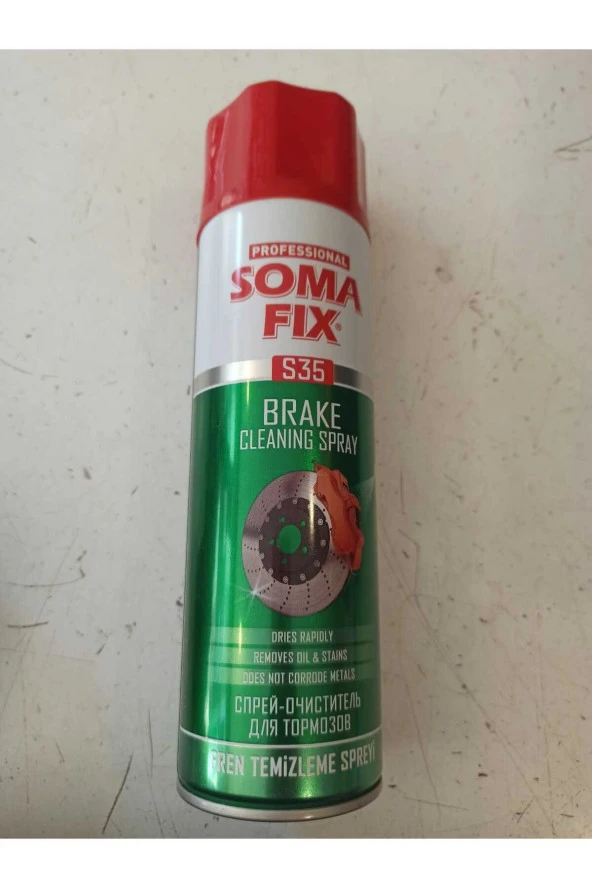 PROFESSIONAL
SOMA
FIX®
S35
BRAKE
CLEANING SPRAY
DRIES RAPIDLY
REMOVES OIL & STAINS
DOES NOT CORRODE METALS
СПРЕЙ-ОЧИСТИТЕЛЬ
ДЛЯ ТОРМОЗОВ
FREN TEMİZLEME SPREYİ